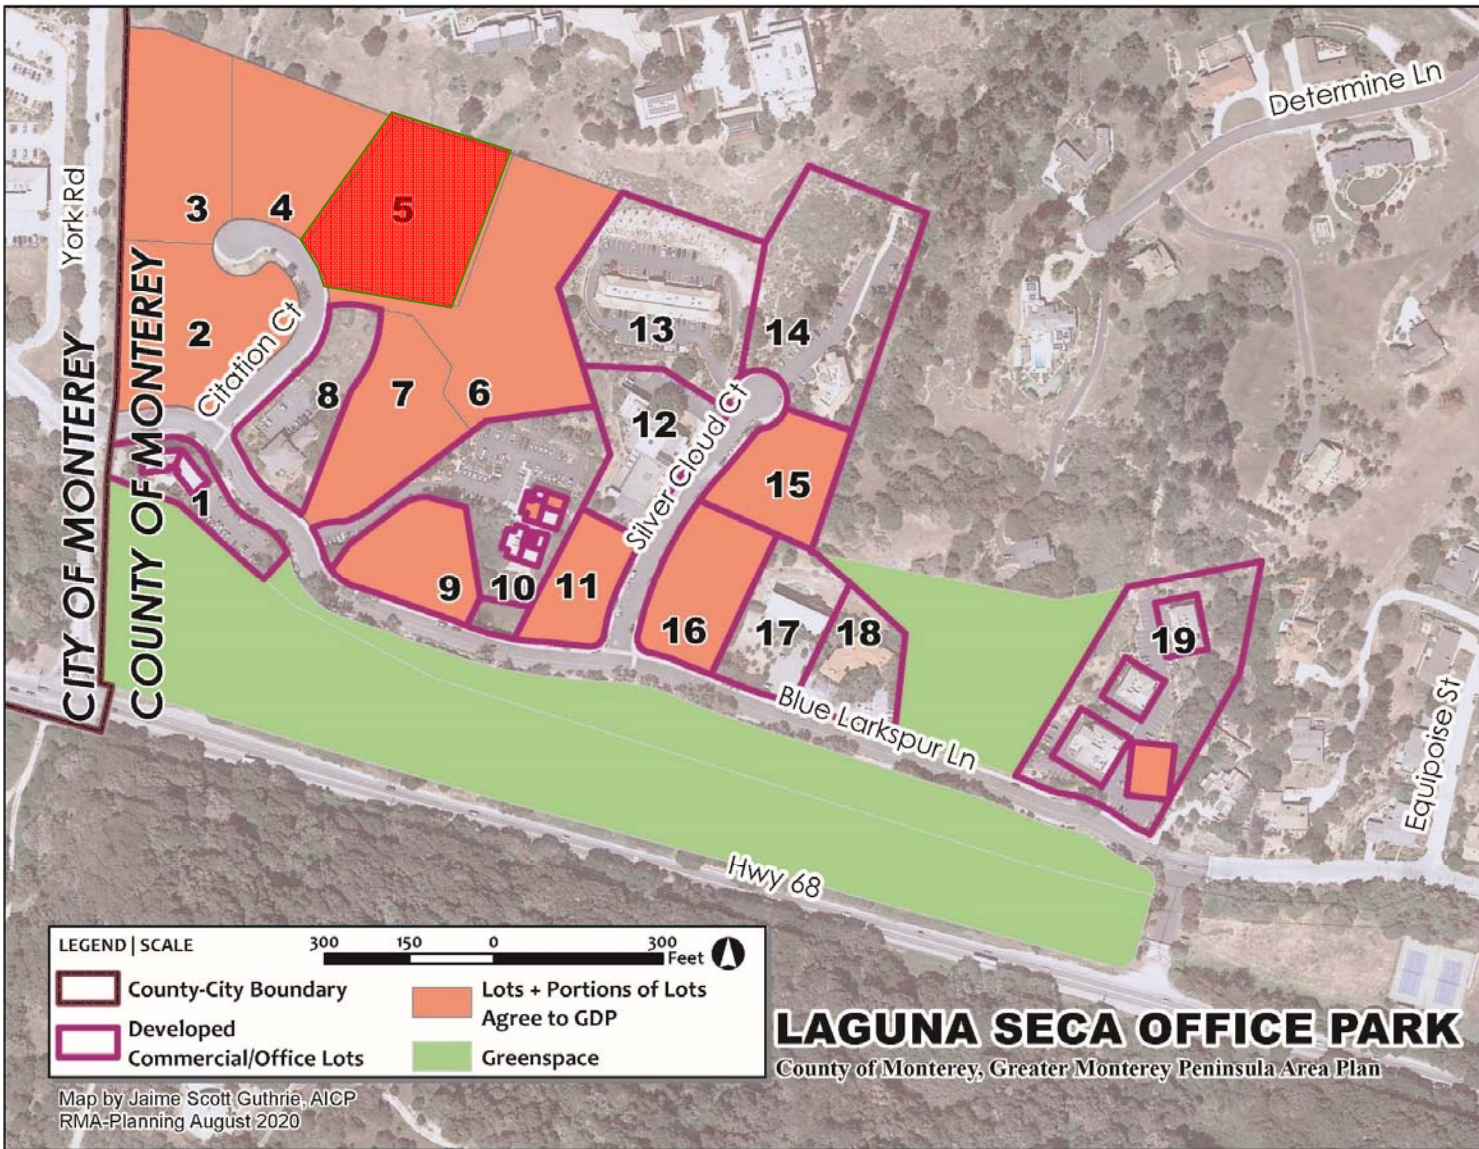 Determine Ln
York Rd
3
4
5
CITY OF MONTEREY
COUNTY OF MONTEREY
2
Citation Ct
13
14
8
7
6
12
Silver Cloud Ct
15
1
9
10
11
16
17
18
19
Blue Larkspur Ln
Equipoise St
Hwy 68
LEGEND | SCALE
300 150 0 300
Feet
County-City Boundary
Lots + Portions of Lots
Agree to GDP
Developed
Commercial/Office Lots
Greenspace
LAGUNA SECA OFFICE PARK
County of Monterey, Greater Monterey Peninsula Area Plan
Map by Jaime Scott Guthrie, AICP
RMA-Planning August 2020